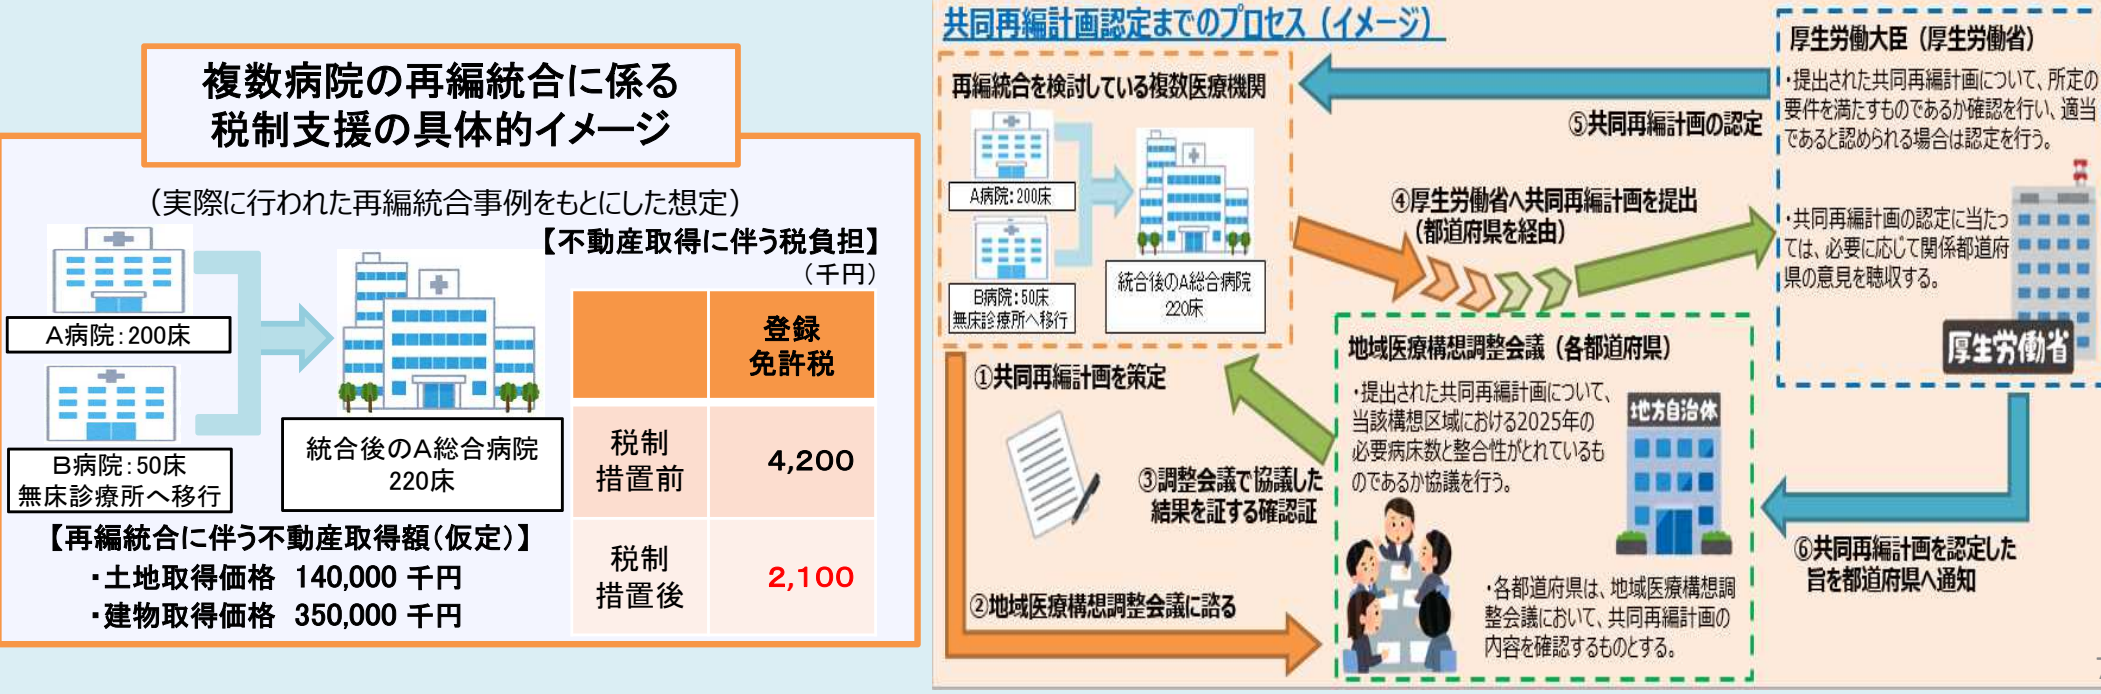 複数病院の再編統合に係る
税制支援の具体的イメージ
（実際に行われた再編統合事例をもとにした想定）
【不動産取得に伴う税負担】
（千円）
A病院：200床
B病院：50床
無床診療所へ移行
統合後のA総合病院
220床
登録
免許税
税制
措置前
4,200
税制
措置後
2,100
【再編統合に伴う不動産取得額（仮定）】
・土地取得価格 140,000 千円
・建物取得価格 350,000 千円
共同再編計画認定までのプロセス（イメージ）
再編統合を検討している複数医療機関
A病院：200床
B病院：50床
無床診療所へ移行
統合後のA総合病院
220床
⑤共同再編計画の認定
④厚生労働省へ共同再編計画を提出
（都道府県を経由）
厚生労働大臣（厚生労働省）
・提出された共同再編計画について、所定の
要件を満たすものであるか確認を行い、適当
であると認められる場合は認定を行う。
・共同再編計画の認定に当たっ
ては、必要に応じて関係都道府
県の意見を聴収する。
厚生労働省
①共同再編計画を策定
③調整会議で協議した
結果を証する確認証
②地域医療構想調整会議に諮る
地域医療構想調整会議（各都道府県）
・提出された共同再編計画について、
当該構想区域における2025年の
必要病床数と整合性がとれているも
のであるか協議を行う。
地方自治体
・各都道府県は、地域医療構想調
整会議において、共同再編計画の
内容を確認するものとする。
⑥共同再編計画を認定した
旨を都道府県へ通知